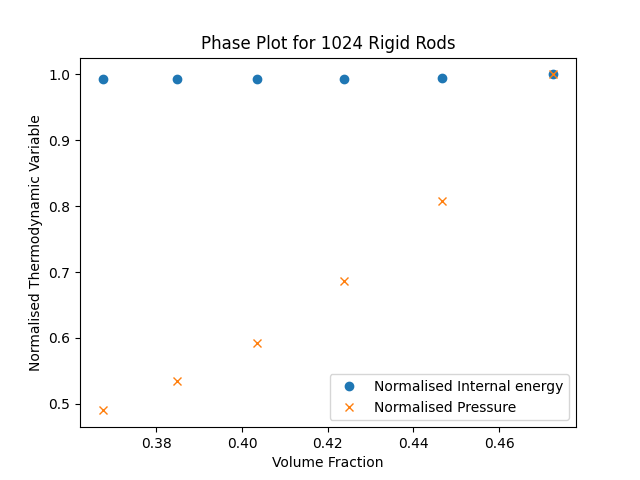 Phase Plot for 1024 Rigid Rods
Normalised Thermodynamic Variable
1.0
0.9
0.8
0.7
0.6
0.5
Normalised Internal energy
Normalised Pressure
0.38 0.40 0.42 0.44 0.46
Volume Fraction